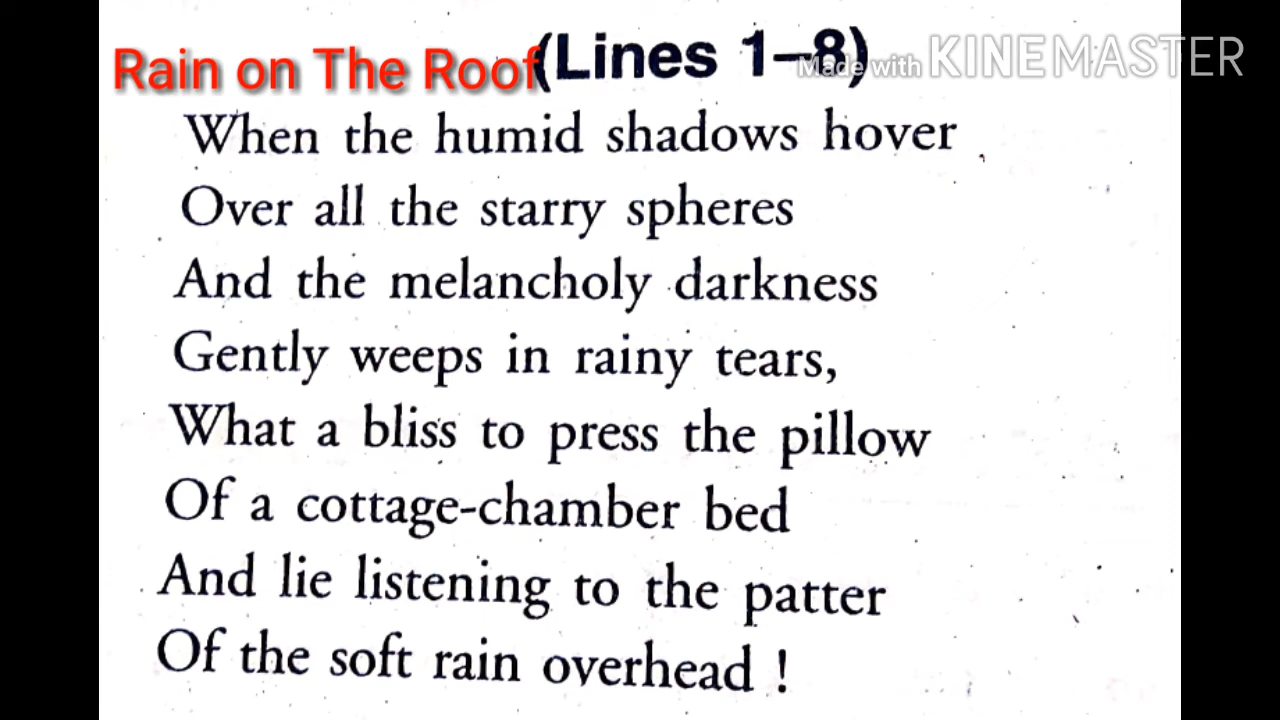 Rain on The Roof (Lines 1–8)
Made with KINEMASTER
When the humid shadows hover
Over all the starry spheres
And the melancholy darkness
Gently weeps in rainy tears,
What a bliss to press the pillow
Of a cottage-chamber bed
And lie listening to the patter
Of the soft rain overhead !